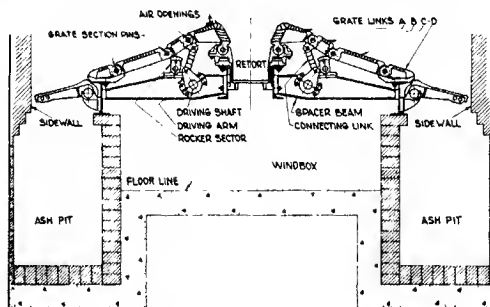 AIR OPENINGS
GRATE LINKS A B C-D
GRATE SECTION PINS
RETORT
SIDEWALL
DRIVING SHAFT
DRIVING ARM
ROCKER SECTOR
SPACER BEAM
CONNECTING LINK
SIDEWALL
WINDBOX
FLOOR LINE
ASH PIT
ASH PIT